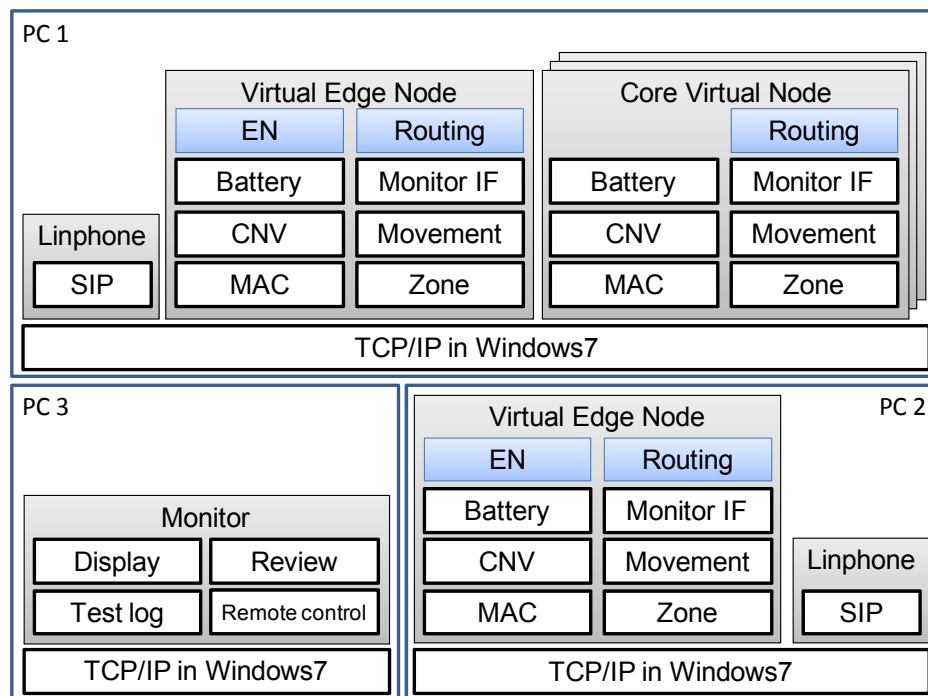 PC 1
Virtual Edge Node
Core Virtual Node
EN Routing
Routing
Battery Monitor IF
Battery Monitor IF
Linphone
CNV Movement
CNV Movement
SIP
MAC Zone
MAC Zone
TCP/IP in Windows7
PC 3
Monitor
Display Review
Test log Remote control
TCP/IP in Windows7
PC 2
Virtual Edge Node
EN Routing
Battery Monitor IF
CNV Movement
MAC Zone
Linphone
SIP
TCP/IP in Windows7